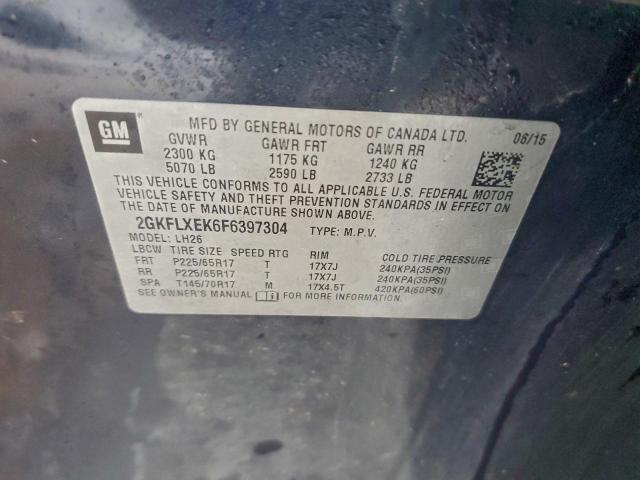 GM
MFD BY GENERAL MOTORS OF CANADA LTD. 06/15
GVWR GAWR FRT GAWR RR
2300 KG 1175 KG 1240 KG
5070 LB 2590 LB 2733 LB
THIS VEHICLE CONFORMS TO ALL APPLICABLE U.S. FEDERAL MOTOR
VEHICLE SAFETY AND THEFT PREVENTION STANDARDS IN EFFECT ON
THE DATE OF MANUFACTURE SHOWN ABOVE.
2GKFLXEK6F6397304 TYPE: M.P.V.
MODEL: LH26
LBCW TIRE SIZE SPEED RTG RIM COLD TIRE PRESSURE
FRT P225/65R17 T 17X7J 240KPA(35PSI)
RR P225/65R17 T 17X7J 240KPA(35PSI)
SPA T145/70R17 M 17X4.5T 420KPA(60PSI)
SEE OWNER'S MANUAL FOR MORE INFORMATION.